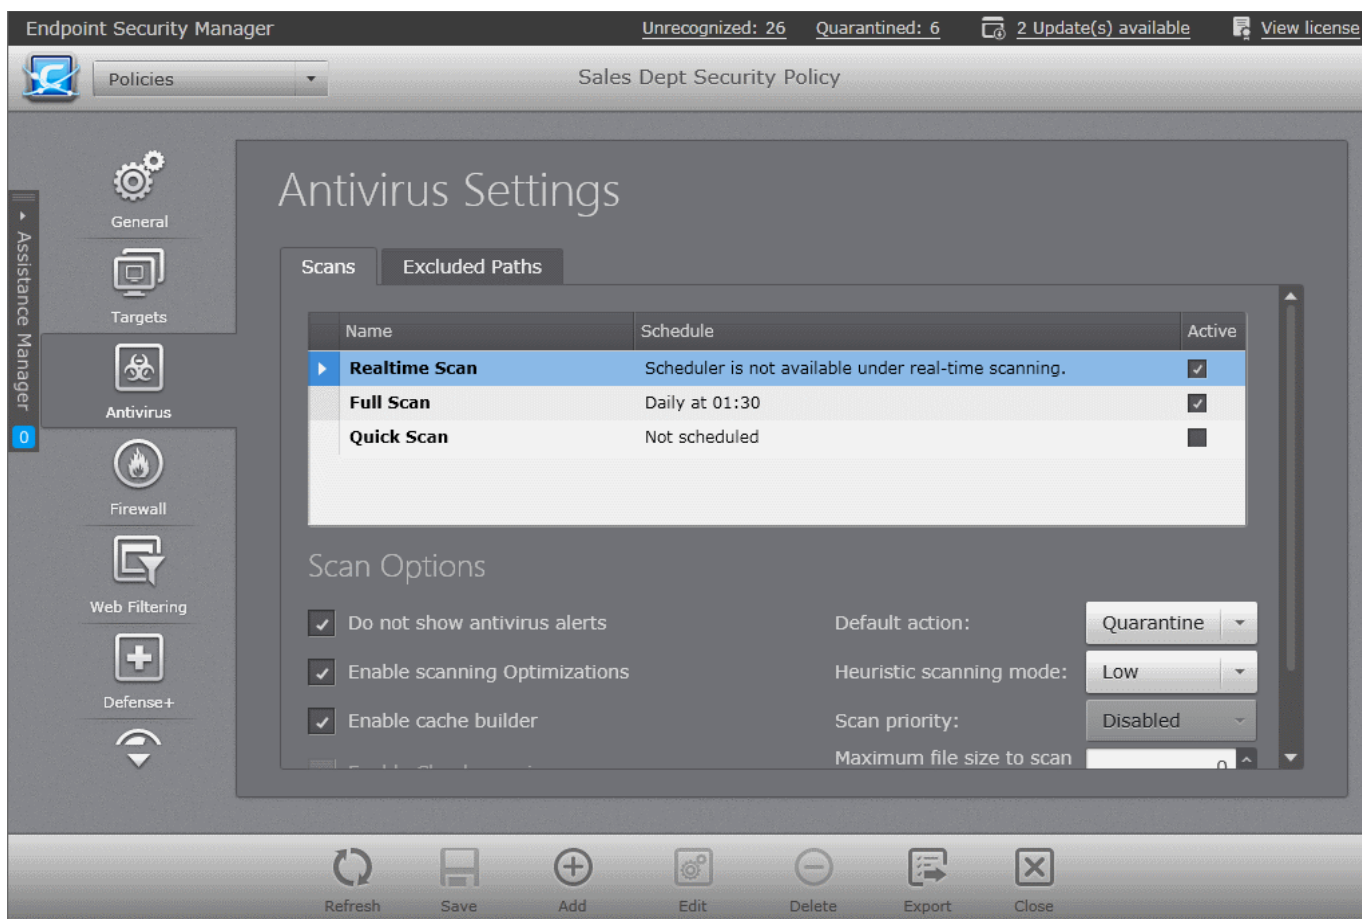 Endpoint Security Manager
Unrecognized: 26 Quarantined: 6 2 Update(s) available View license
Policies
Sales Dept Security Policy
Assistance Manager
0
General
Targets
Antivirus
Firewall
Web Filtering
Defense+
Antivirus Settings
Scans Excluded Paths
Name Schedule Active
Realtime Scan Scheduler is not available under real-time scanning.
Full Scan Daily at 01:30
Quick Scan Not scheduled
Scan Options
Do not show antivirus alerts Default action: Quarantine
Enable scanning Optimizations Heuristic scanning mode: Low
Enable cache builder Scan priority: Disabled
Maximum file size to scan 0
Refresh Save Add Edit Delete Export Close